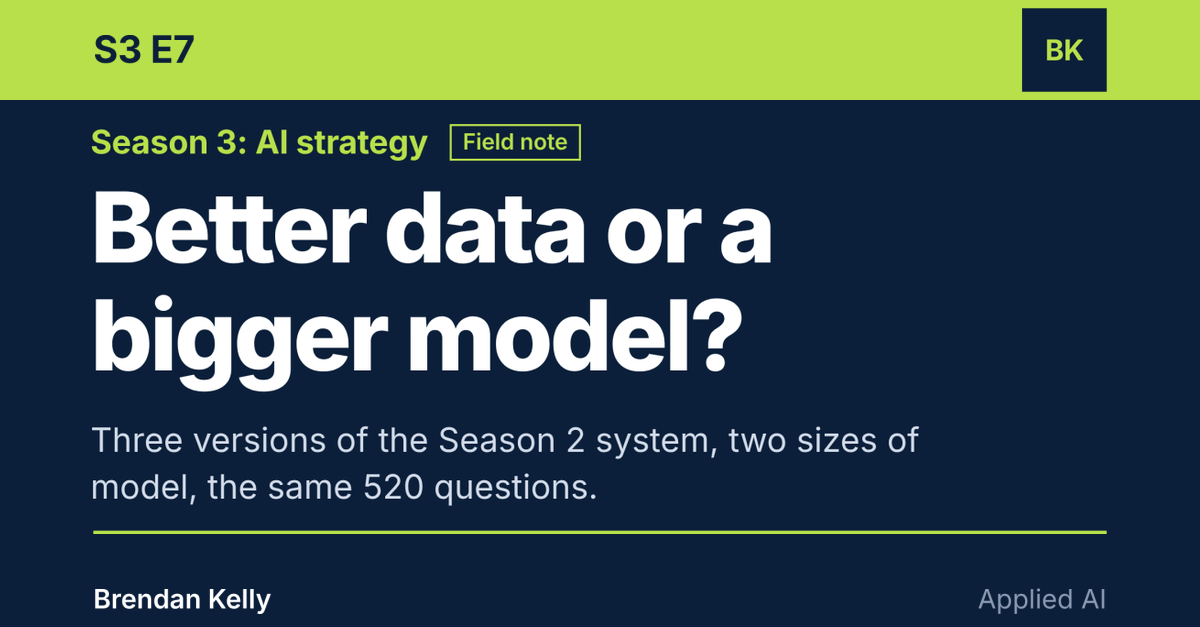 S3 E7
BK
Season 3: AI strategy
Field note
Better data or a
bigger model?
Three versions of the Season 2 system, two sizes of
model, the same 520 questions.
Brendan Kelly
Applied AI